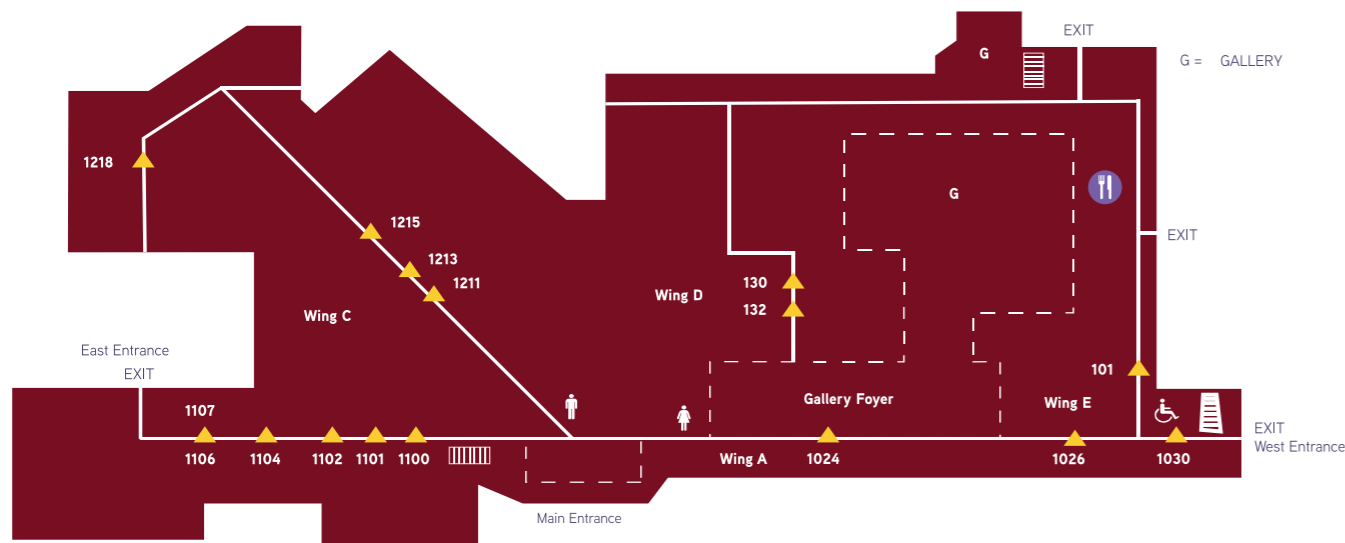 EXIT
G
G = GALLERY
1218
1215
1213
1211
G
EXIT
130
132
Wing D
Wing C
East Entrance
EXIT
101
Gallery Foyer
Wing E
1107
1106
1104
1102
1101
1100
Wing A
1024
1026
1030
EXIT
West Entrance
Main Entrance